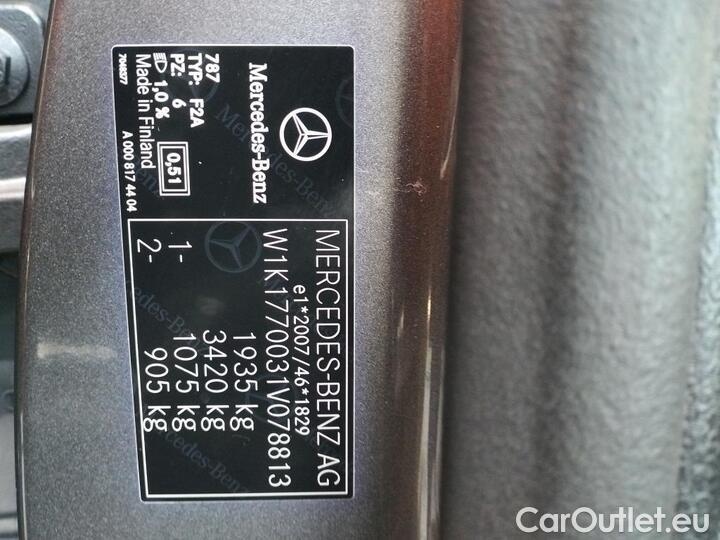 Mercedes-Benz
787
TYP: F2A
PZ: 6
1,0 %
Made in Finland
0,51
7048377
A 000 817 44 04
MERCEDES-BENZ AG
e1*2007/46*1829
W1K1770031V078813
1935 kg
3420 kg
1- 1075 kg
2- 905 kg
CarOutlet.eu